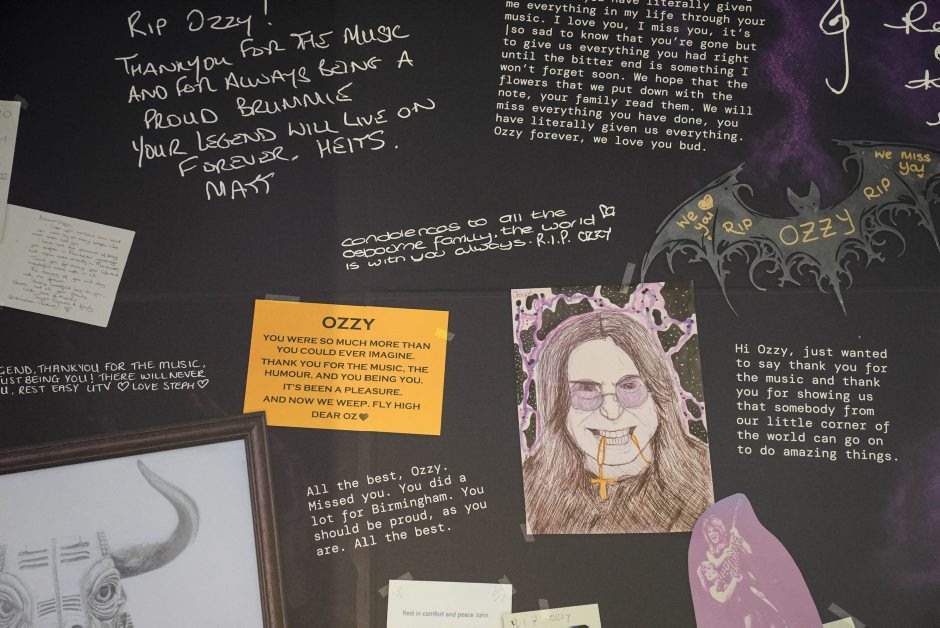 RIP OZZY!
THANKYOU FOR THE MUSIC
AND FOR ALWAYS BEING A
PROUD BRUMMIE
YOUR LEGEND WILL LIVE ON
FOREVER. HEITS.
MATT
have literally given
me everything in my life through your
music. I love you, I miss you, it's
so sad to know that you're gone but
to give us everything you had right
until the bitter end is something I
won't forget soon. We hope that the
flowers that we put down with the
note, your family read them. We will
miss everything you have done, you
have literally given us everything.
Ozzy forever, we love you bud.
we miss
you!
we
you
RIP
OZZY
RIP
condolences to all the
osbourne family. the world
is with you always. R.I.P. OZZY
OZZY
YOU WERE SO MUCH MORE THAN
YOU COULD EVER IMAGINE.
THANK YOU FOR THE MUSIC, THE
HUMOUR, AND YOU BEING YOU.
IT'S BEEN A PLEASURE.
AND NOW WE WEEP. FLY HIGH
DEAR OZ🖤
Hi Ozzy, just wanted
to say thank you for
the music and thank
you for showing us
that somebody from
our little corner of
the world can go on
to do amazing things.
EGEND, THANKYOU FOR THE MUSIC
UST BEING YOU! THERE WILL NEVER
U, REST EASY UTV ♡ LOVE STEPH ♡
All the best, Ozzy.
Missed you. You did a
lot for Birmingham. You
should be proud, as you
are. All the best.
Rest in comfort and peace John
R.I.P OZZY